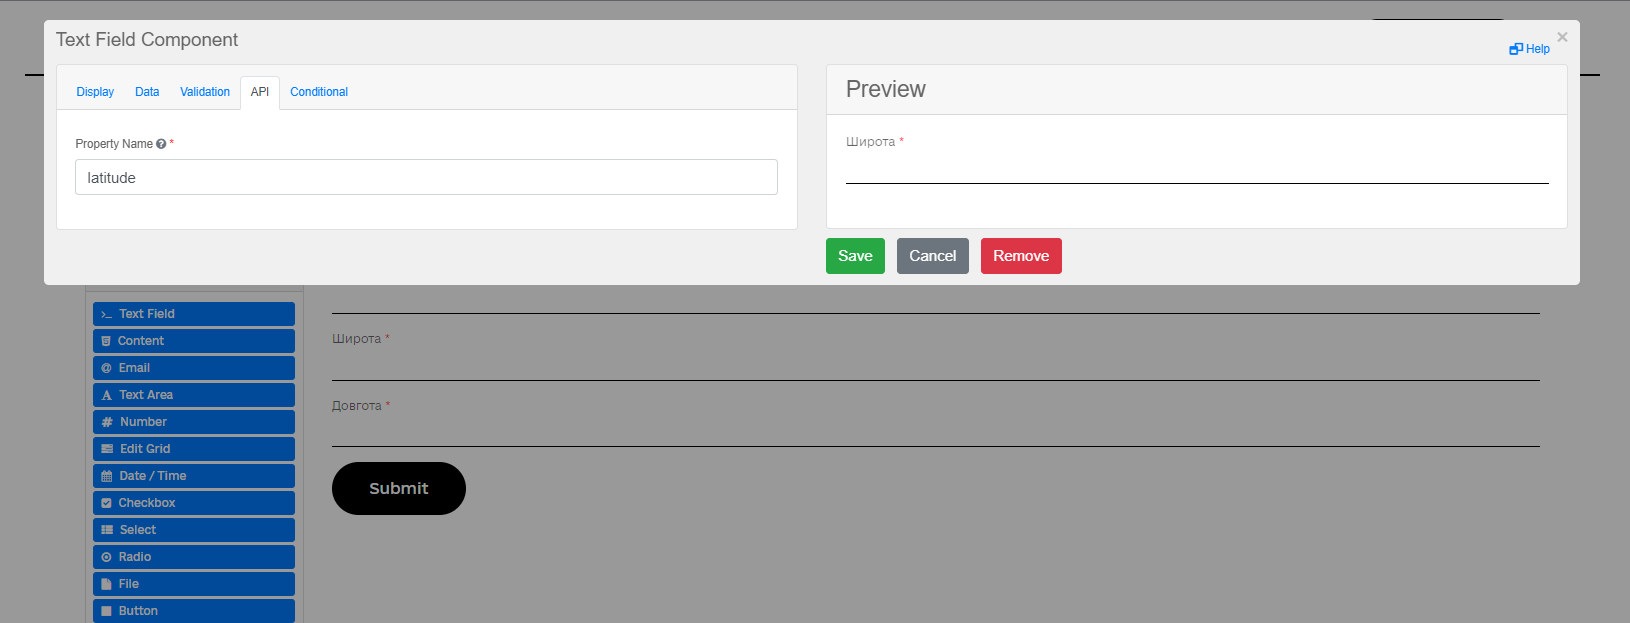 Text Field Component
Help
Display Data Validation API Conditional
Property Name *
latitude
Preview
Широта *
Save Cancel Remove
Text Field
Content
Email
Text Area
Number
Edit Grid
Date / Time
Checkbox
Select
Radio
File
Button
Широта *
Довгота *
Submit